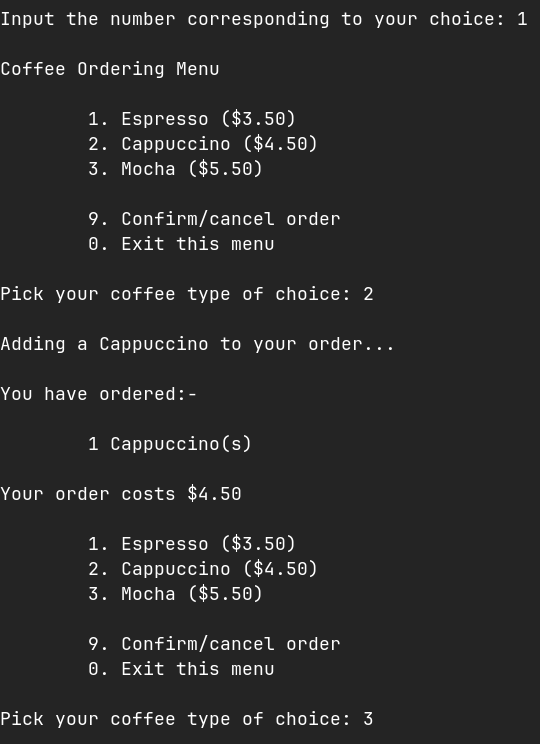 Input the number corresponding to your choice: 1
Coffee Ordering Menu
1. Espresso ($3.50)
2. Cappuccino ($4.50)
3. Mocha ($5.50)
9. Confirm/cancel order
0. Exit this menu
Pick your coffee type of choice: 2
Adding a Cappuccino to your order...
You have ordered:-
1 Cappuccino(s)
Your order costs $4.50
1. Espresso ($3.50)
2. Cappuccino ($4.50)
3. Mocha ($5.50)
9. Confirm/cancel order
0. Exit this menu
Pick your coffee type of choice: 3